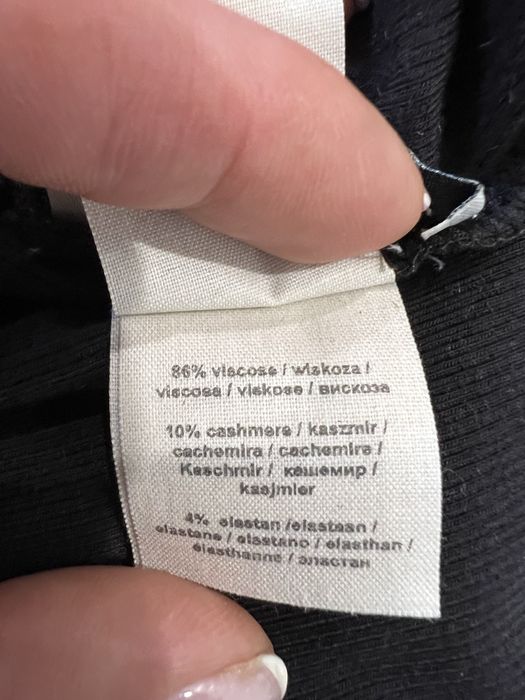 86% viscose / wiskoza /
viscosa / viskose / вискоза
10% cashmere / kaszmir /
cachemira / cachemire /
Kaschmir / кашемир /
kasjmier
4% elastan /elastaan /
elastane / elastano / elasthan /
élasthanne / эластан